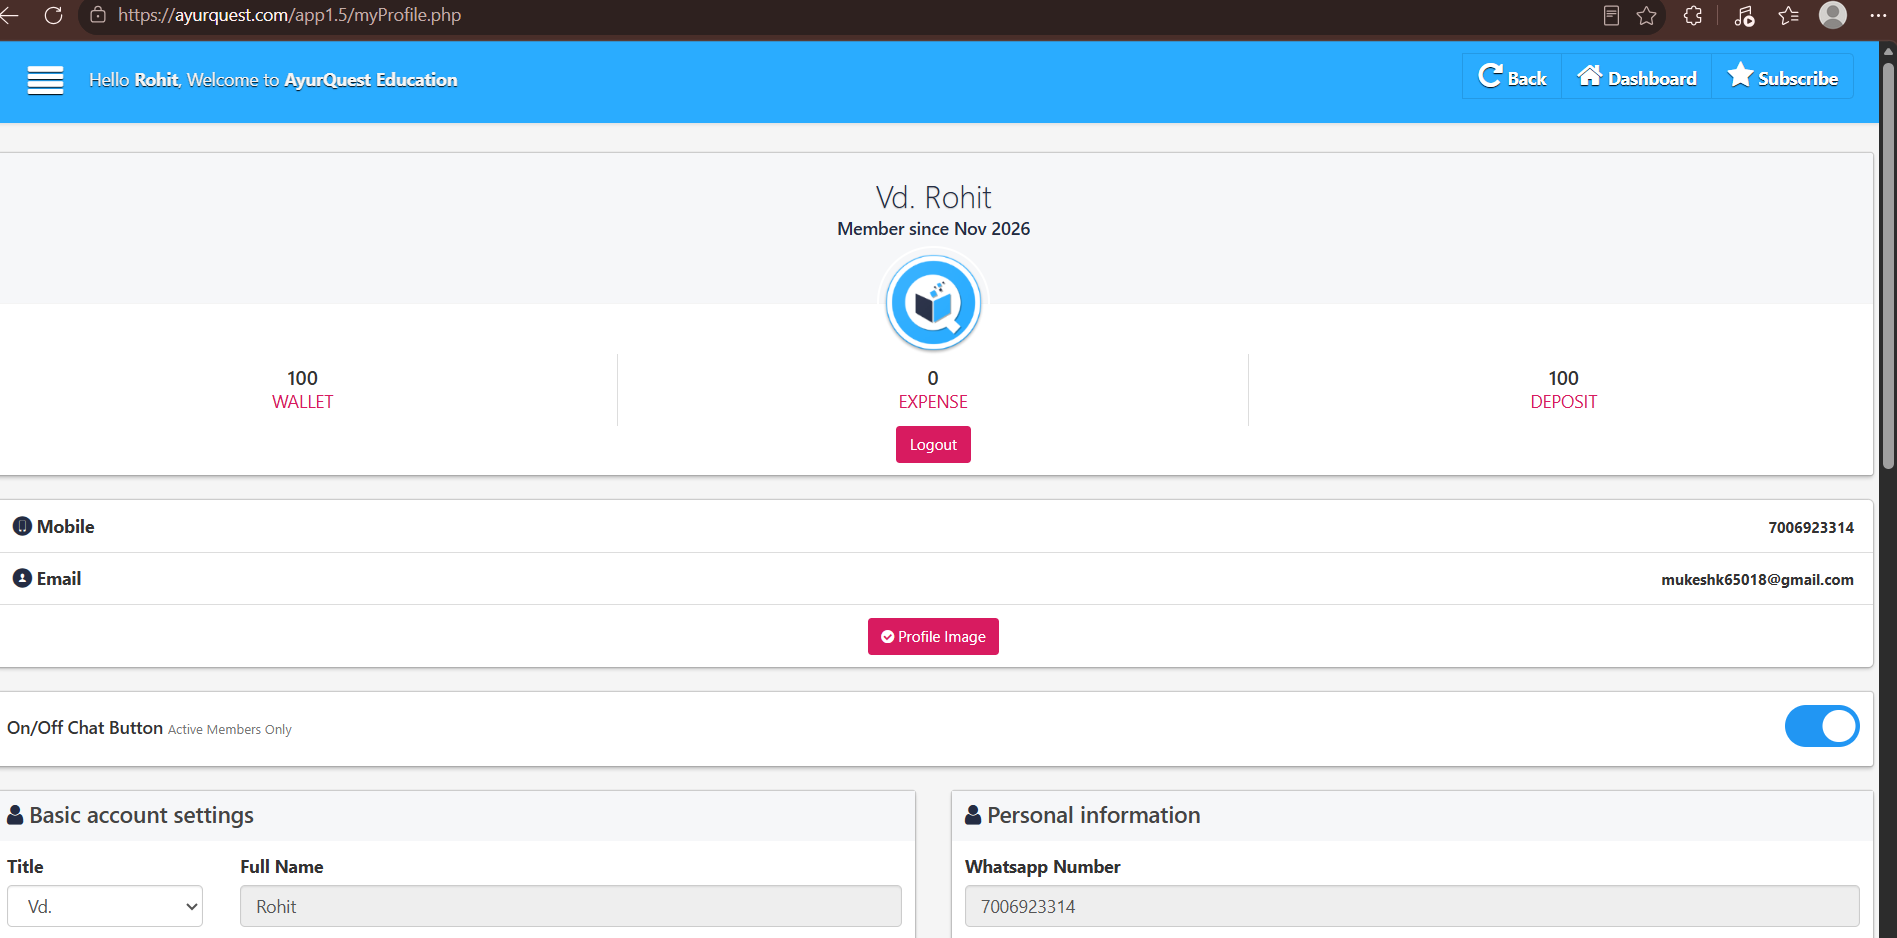 https://ayurquest.com/app1.5/myProfile.php
Hello Rohit, Welcome to AyurQuest Education
Back
Dashboard
Subscribe
Vd. Rohit
Member since Nov 2026
100
WALLET
0
EXPENSE
100
DEPOSIT
Logout
Mobile
7006923314
Email
mukeshk65018@gmail.com
Profile Image
On/Off Chat Button Active Members Only
Basic account settings
Title
Full Name
Vd.
Rohit
Personal information
Whatsapp Number
7006923314